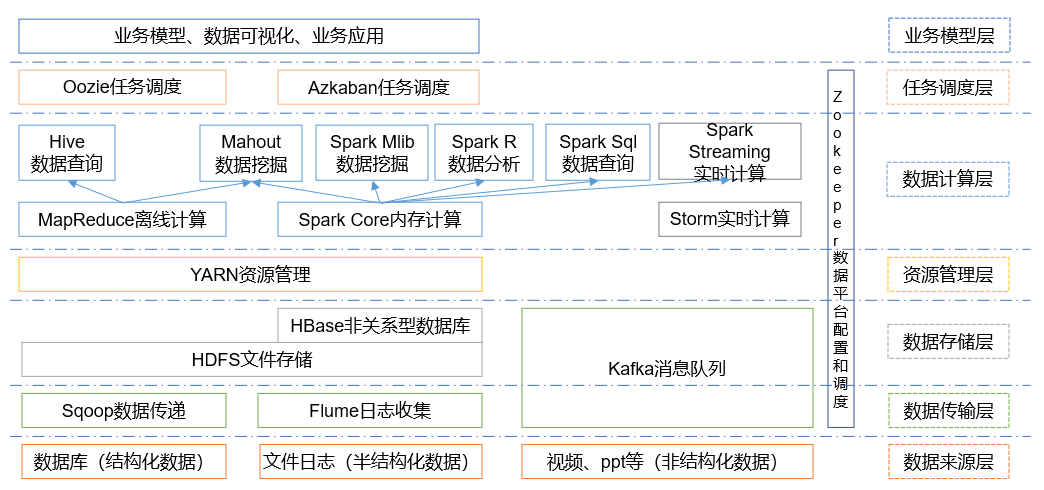 业务模型、数据可视化、业务应用
业务模型层
Oozie任务调度
Azkaban任务调度
任务调度层
Hive
数据查询
Mahout
数据挖掘
Spark Mlib
数据挖掘
Spark R
数据分析
Spark Sql
数据查询
Spark
Streaming
实时计算
MapReduce离线计算
Spark Core内存计算
Storm实时计算
数据计算层
Zookeeper数据平台配置和调度
YARN资源管理
资源管理层
HBase非关系型数据库
HDFS文件存储
Kafka消息队列
数据存储层
Sqoop数据传递
Flume日志收集
数据传输层
数据库（结构化数据）
文件日志（半结构化数据）
视频、ppt等（非结构化数据）
数据来源层